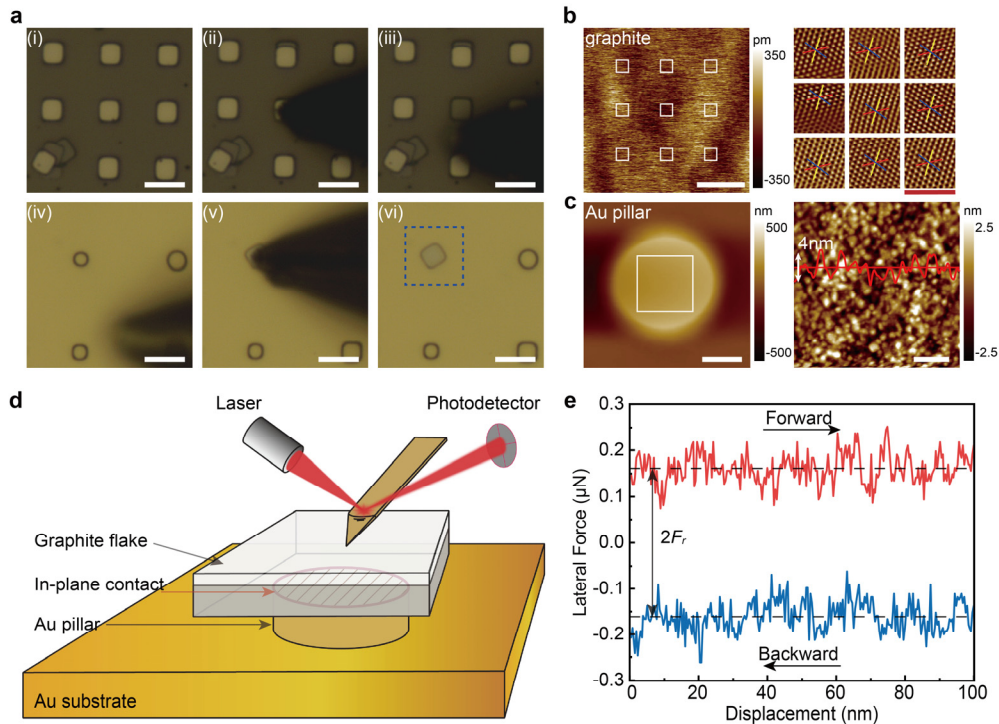 a
(i)
(ii)
(iii)
(iv)
(v)
(vi)
b
graphite
pm
350
-350
c
Au pillar
nm
500
-500
4nm
nm
2.5
-2.5
d
Laser
Photodetector
Graphite flake
In-plane contact
Au pillar
Au substrate
e
Lateral Force (μN)
0.3
0.2
0.1
0.0
-0.1
-0.2
-0.3
Forward
2Fᵣ
Backward
0 20 40 60 80 100
Displacement (nm)